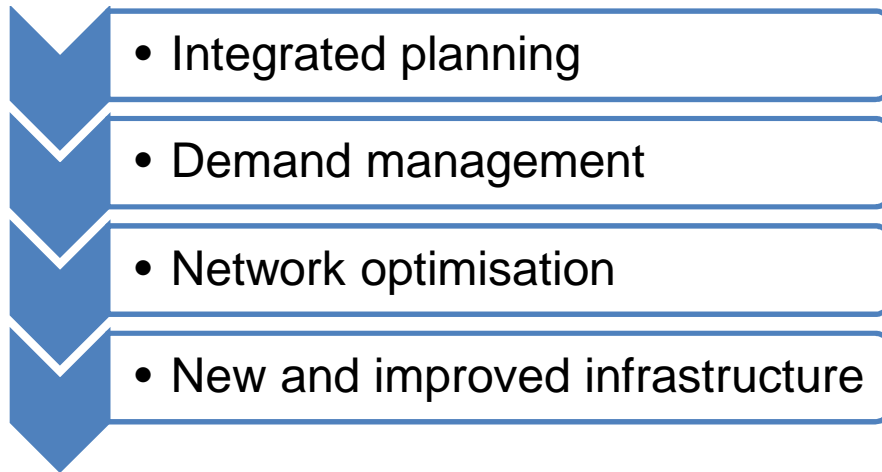 • Integrated planning
• Demand management
• Network optimisation
• New and improved infrastructure